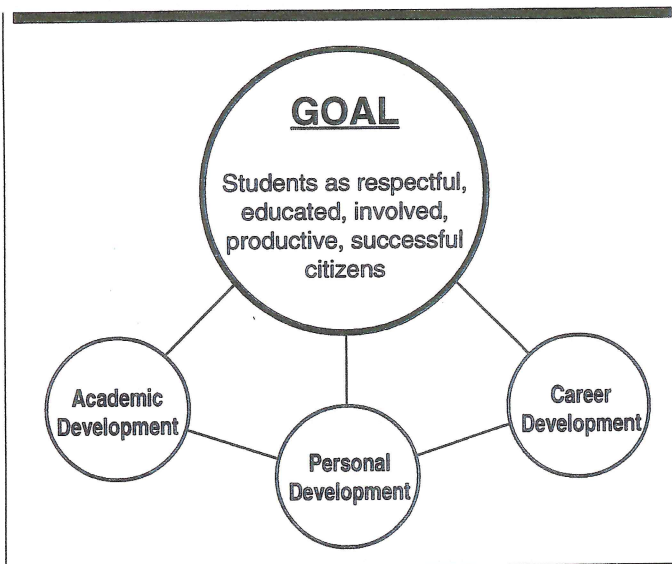 GOAL
Students as respectful,
educated, involved,
productive, successful
citizens
Academic
Development
Personal
Development
Career
Development